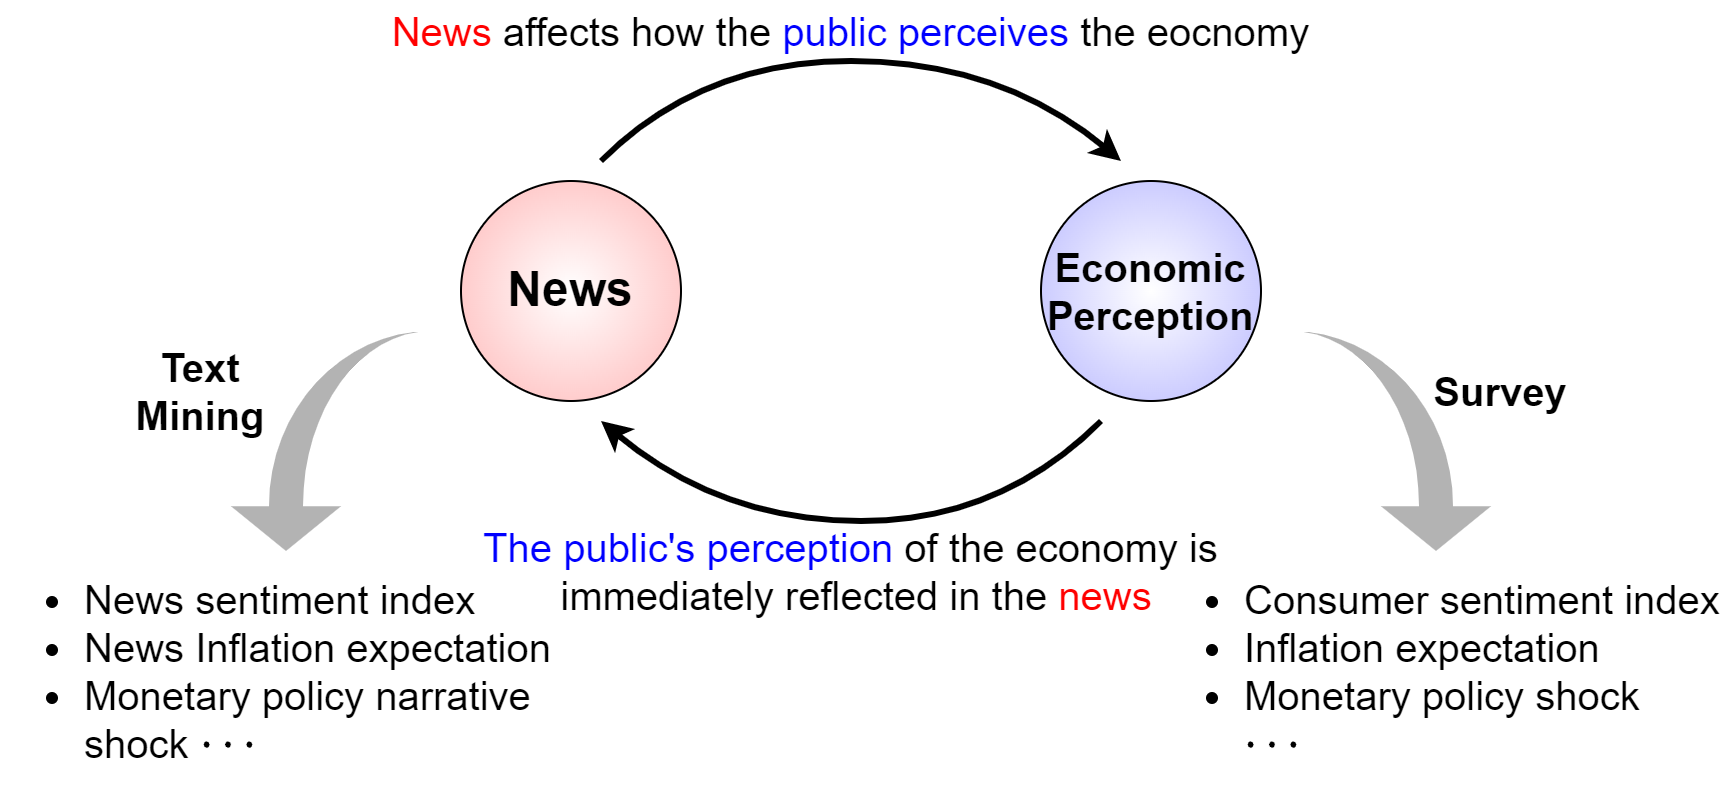 News affects how the public perceives the eocnomy
News
Economic
Perception
Text
Mining
Survey
The public's perception of the economy is
immediately reflected in the news
• News sentiment index
• News Inflation expectation
• Monetary policy narrative
shock ···
• Consumer sentiment index
• Inflation expectation
• Monetary policy shock
···